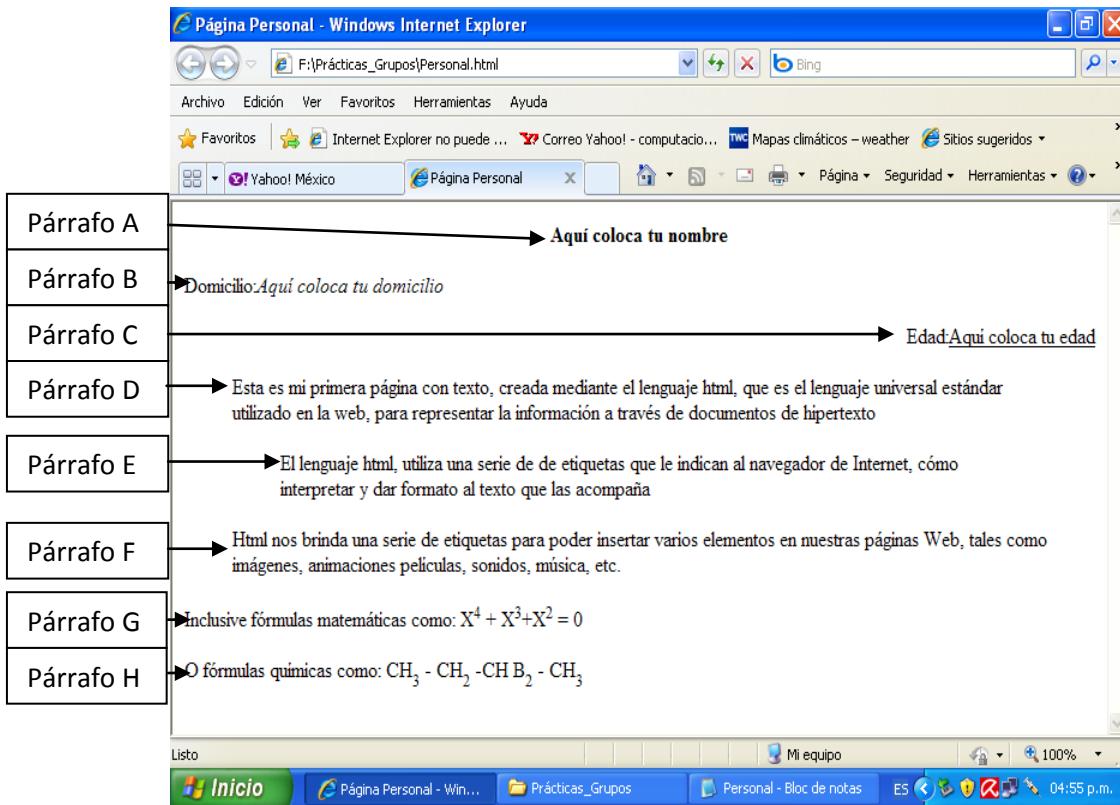 Página Personal - Windows Internet Explorer
F:\Prácticas_Grupos\Personal.html
Bing
Archivo Edición Ver Favoritos Herramientas Ayuda
Favoritos Internet Explorer no puede ... Correo Yahoo! - computacio... TWC Mapas climáticos – weather Sitios sugeridos
Yahoo! México Página Personal X Página Seguridad Herramientas
Párrafo A
Aquí coloca tu nombre
Párrafo B
Domicilio:Aquí coloca tu domicilio
Párrafo C
Edad:Aquí coloca tu edad
Párrafo D
Esta es mi primera página con texto, creada mediante el lenguaje html, que es el lenguaje universal estándar
utilizado en la web, para representar la información a través de documentos de hipertexto
Párrafo E
El lenguaje html, utiliza una serie de de etiquetas que le indican al navegador de Internet, cómo
interpretar y dar formato al texto que las acompaña
Párrafo F
Html nos brinda una serie de etiquetas para poder insertar varios elementos en nuestras páginas Web, tales como
imágenes, animaciones peliculas, sonidos, música, etc.
Párrafo G
Inclusive fórmulas matemáticas como: X⁴ + X³+X² = 0
Párrafo H
O fórmulas quimicas como: CH₃ - CH₂ -CH B₂ - CH₃
Listo Mi equipo 100%
Inicio Página Personal - Win... Prácticas_Grupos Personal - Bloc de notas ES 04:55 p.m.